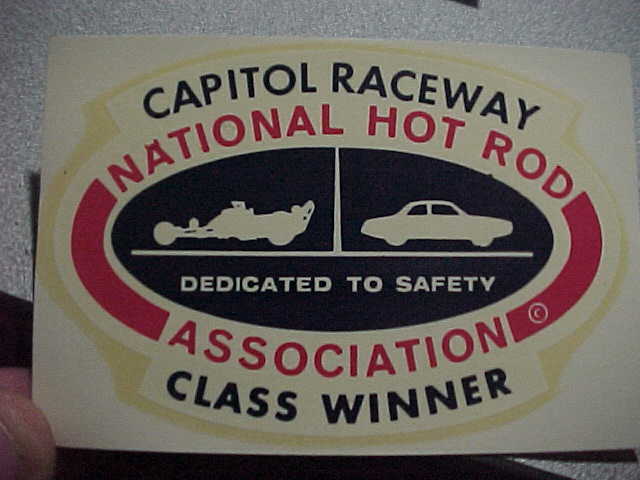 CAPITOL RACEWAY
NATIONAL HOT ROD
DEDICATED TO SAFETY
©
ASSOCIATION
CLASS WINNER